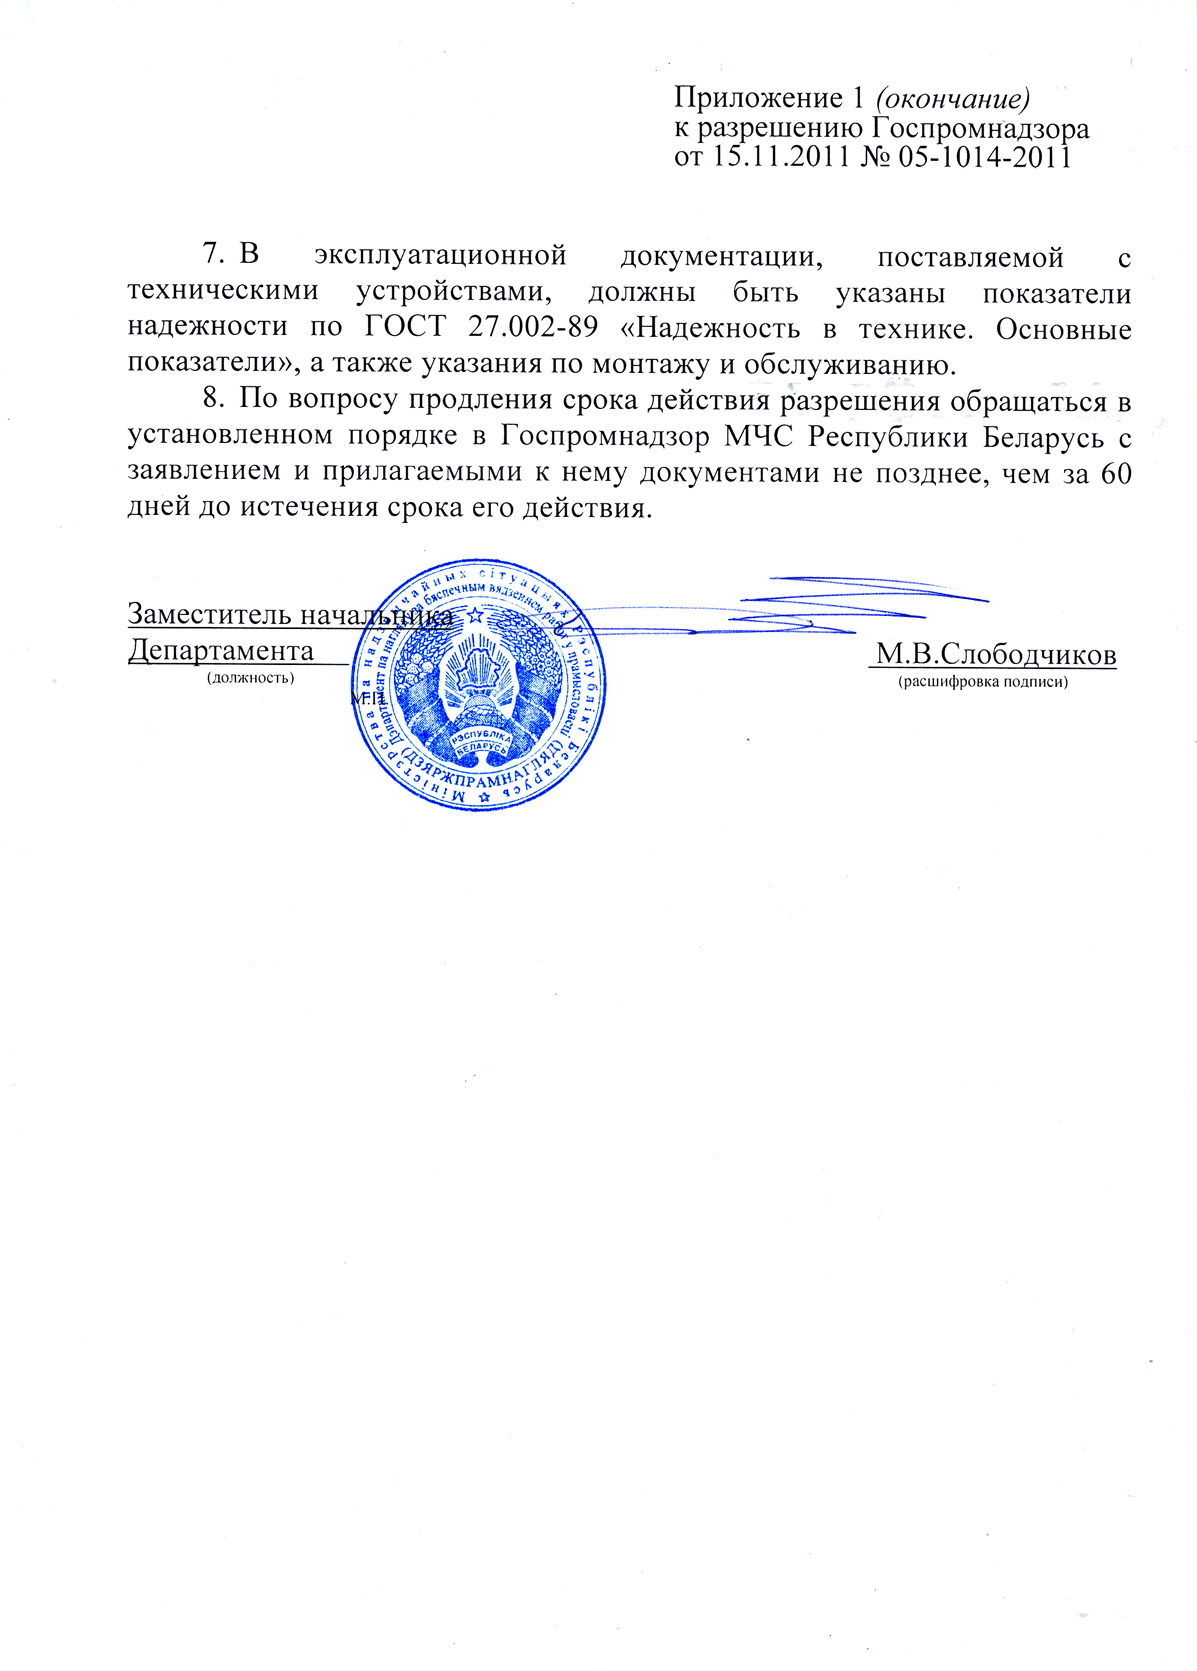 Приложение 1 (окончание)
к разрешению Госпромнадзора
от 15.11.2011 № 05-1014-2011
7. В эксплуатационной документации, поставляемой с
техническими устройствами, должны быть указаны показатели
надежности по ГОСТ 27.002-89 «Надежность в технике. Основные
показатели», а также указания по монтажу и обслуживанию.
8. По вопросу продления срока действия разрешения обращаться в
установленном порядке в Госпромнадзор МЧС Республики Беларусь с
заявлением и прилагаемыми к нему документами не позднее, чем за 60
дней до истечения срока его действия.
Заместитель начальника
Департамента
М.В.Слободчиков
(должность)
(расшифровка подписи)
М.П.
Міністэрства па надзвычайных сітуацыях Рэспублікі Беларусь
Дэпартамент па нагляду за бяспечным вядзеннем работ у прамысловасці
(ДЗЯРЖПРАМНАГЛЯД)
РЭСПУБЛІКА
БЕЛАРУСЬ